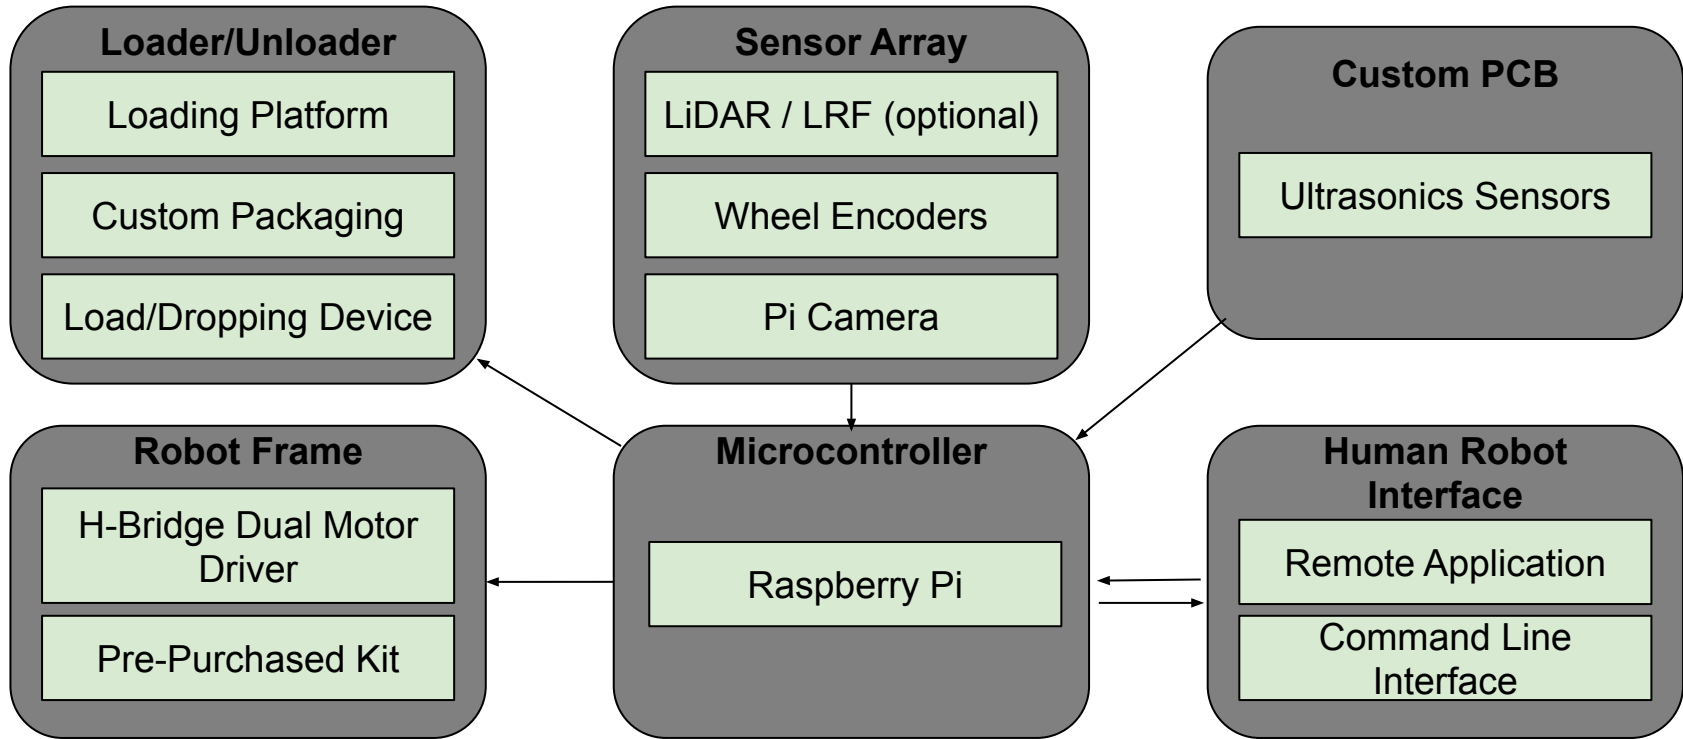 Loader/Unloader
Loading Platform
Custom Packaging
Load/Dropping Device
Sensor Array
LiDAR / LRF (optional)
Wheel Encoders
Pi Camera
Custom PCB
Ultrasonics Sensors
Robot Frame
H-Bridge Dual Motor
Driver
Pre-Purchased Kit
Microcontroller
Raspberry Pi
Human Robot
Interface
Remote Application
Command Line
Interface